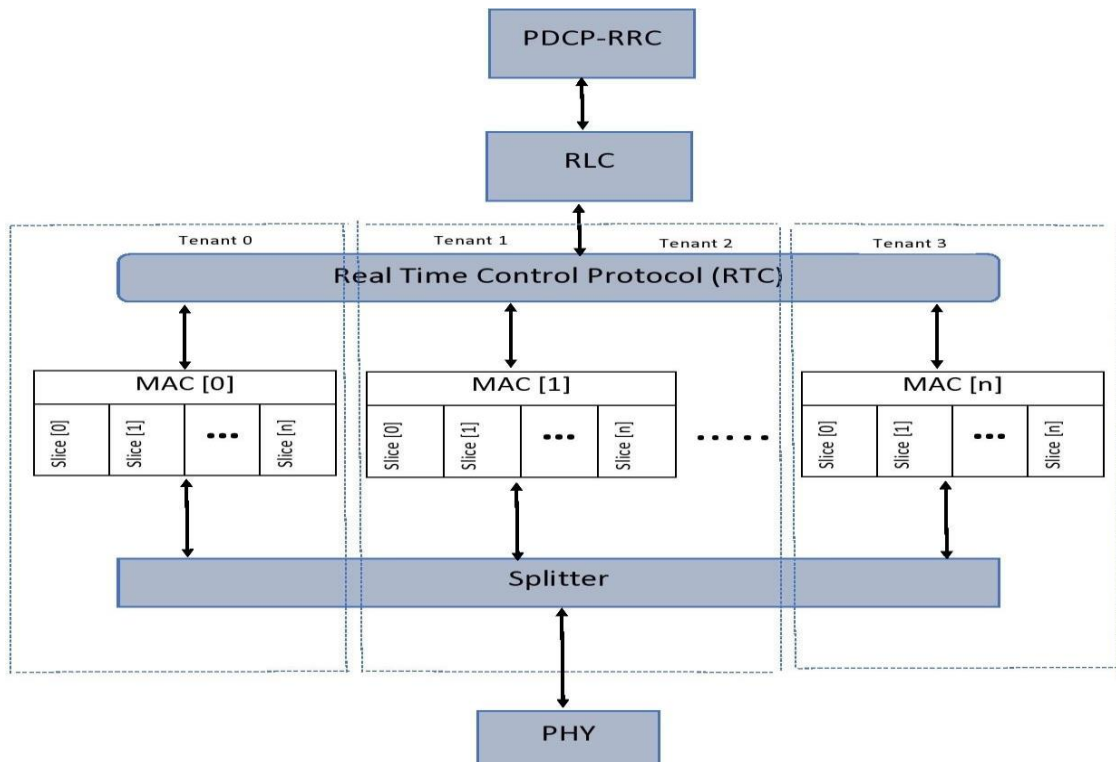 PDCP-RRC
RLC
Tenant 0
Tenant 1
Tenant 2
Tenant 3
Real Time Control Protocol (RTC)
MAC [0]
MAC [1]
MAC [n]
Slice [0]
Slice [1]
...
Slice [n]
Slice [0]
Slice [1]
...
Slice [n]
.....
Slice [0]
Slice [1]
...
Slice [n]
Splitter
PHY